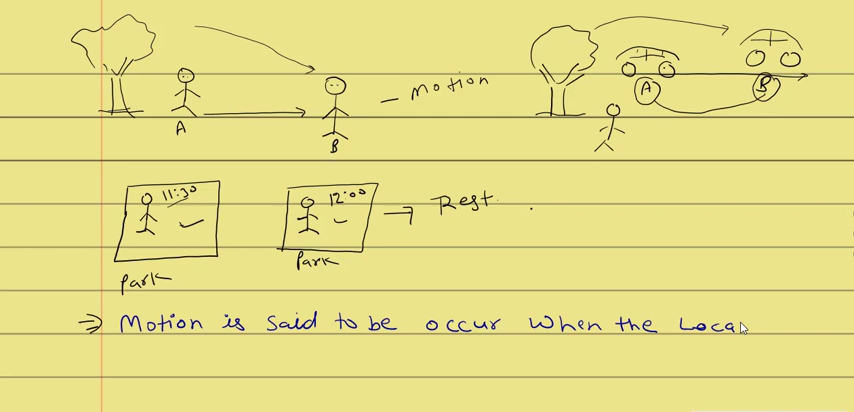 A
B
- Motion
A
B
11:30
12:00
→ Rest.
Park
Park
⇒ Motion is said to be occur when the Loca